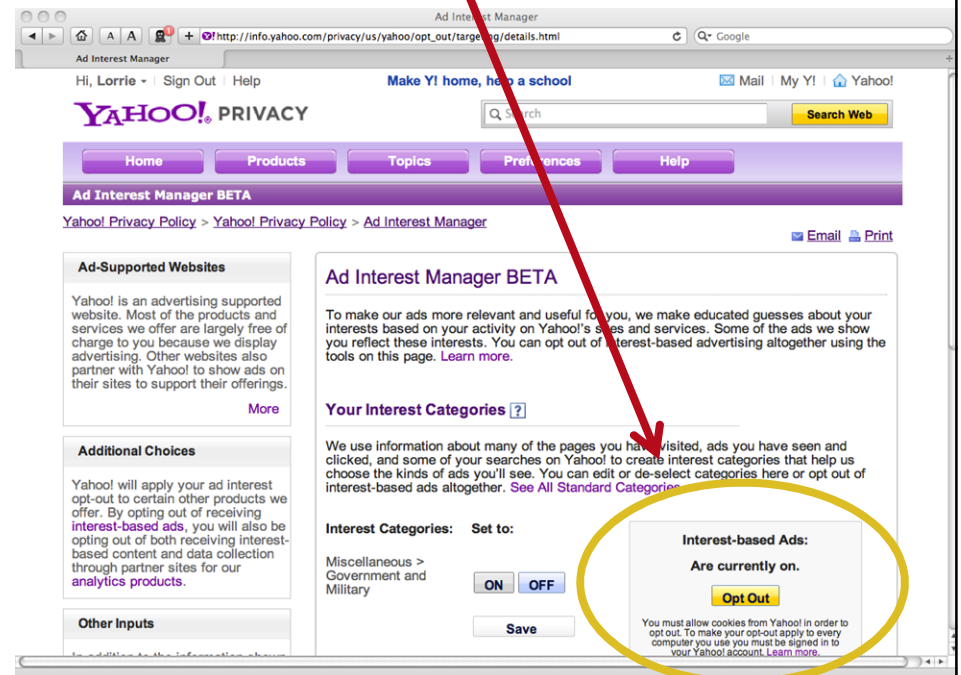 Ad Interest Manager
A A + http://info.yahoo.com/privacy/us/yahoo/opt_out/targeting/details.html Google
Ad Interest Manager
Hi, Lorrie Sign Out Help Make Y! home, help a school Mail My Y! Yahoo!
YAHOO! PRIVACY Search Search Web
Home Products Topics Preferences Help
Ad Interest Manager BETA
Yahoo! Privacy Policy > Yahoo! Privacy Policy > Ad Interest Manager
Email Print
Ad-Supported Websites
Yahoo! is an advertising supported
website. Most of the products and
services we offer are largely free of
charge to you because we display
advertising. Other websites also
partner with Yahoo! to show ads on
their sites to support their offerings.
More
Additional Choices
Yahoo! will apply your ad interest
opt-out to certain other products we
offer. By opting out of receiving
interest-based ads, you will also be
opting out of both receiving interest-
based content and data collection
through partner sites for our
analytics products.
Other Inputs
Ad Interest Manager BETA
To make our ads more relevant and useful for you, we make educated guesses about your
interests based on your activity on Yahoo!'s sites and services. Some of the ads we show
you reflect these interests. You can opt out of interest-based advertising altogether using the
tools on this page. Learn more.
Your Interest Categories ?
We use information about many of the pages you have visited, ads you have seen and
clicked, and some of your searches on Yahoo! to create interest categories that help us
choose the kinds of ads you'll see. You can edit or de-select categories here or opt out of
interest-based ads altogether. See All Standard Categories
Interest Categories: Set to:
Miscellaneous >
Government and
Military
ON OFF
Save
Interest-based Ads:
Are currently on.
Opt Out
You must allow cookies from Yahoo! in order to
opt out. To make your opt-out apply to every
computer you use you must be signed in to
your Yahoo! account. Learn more.